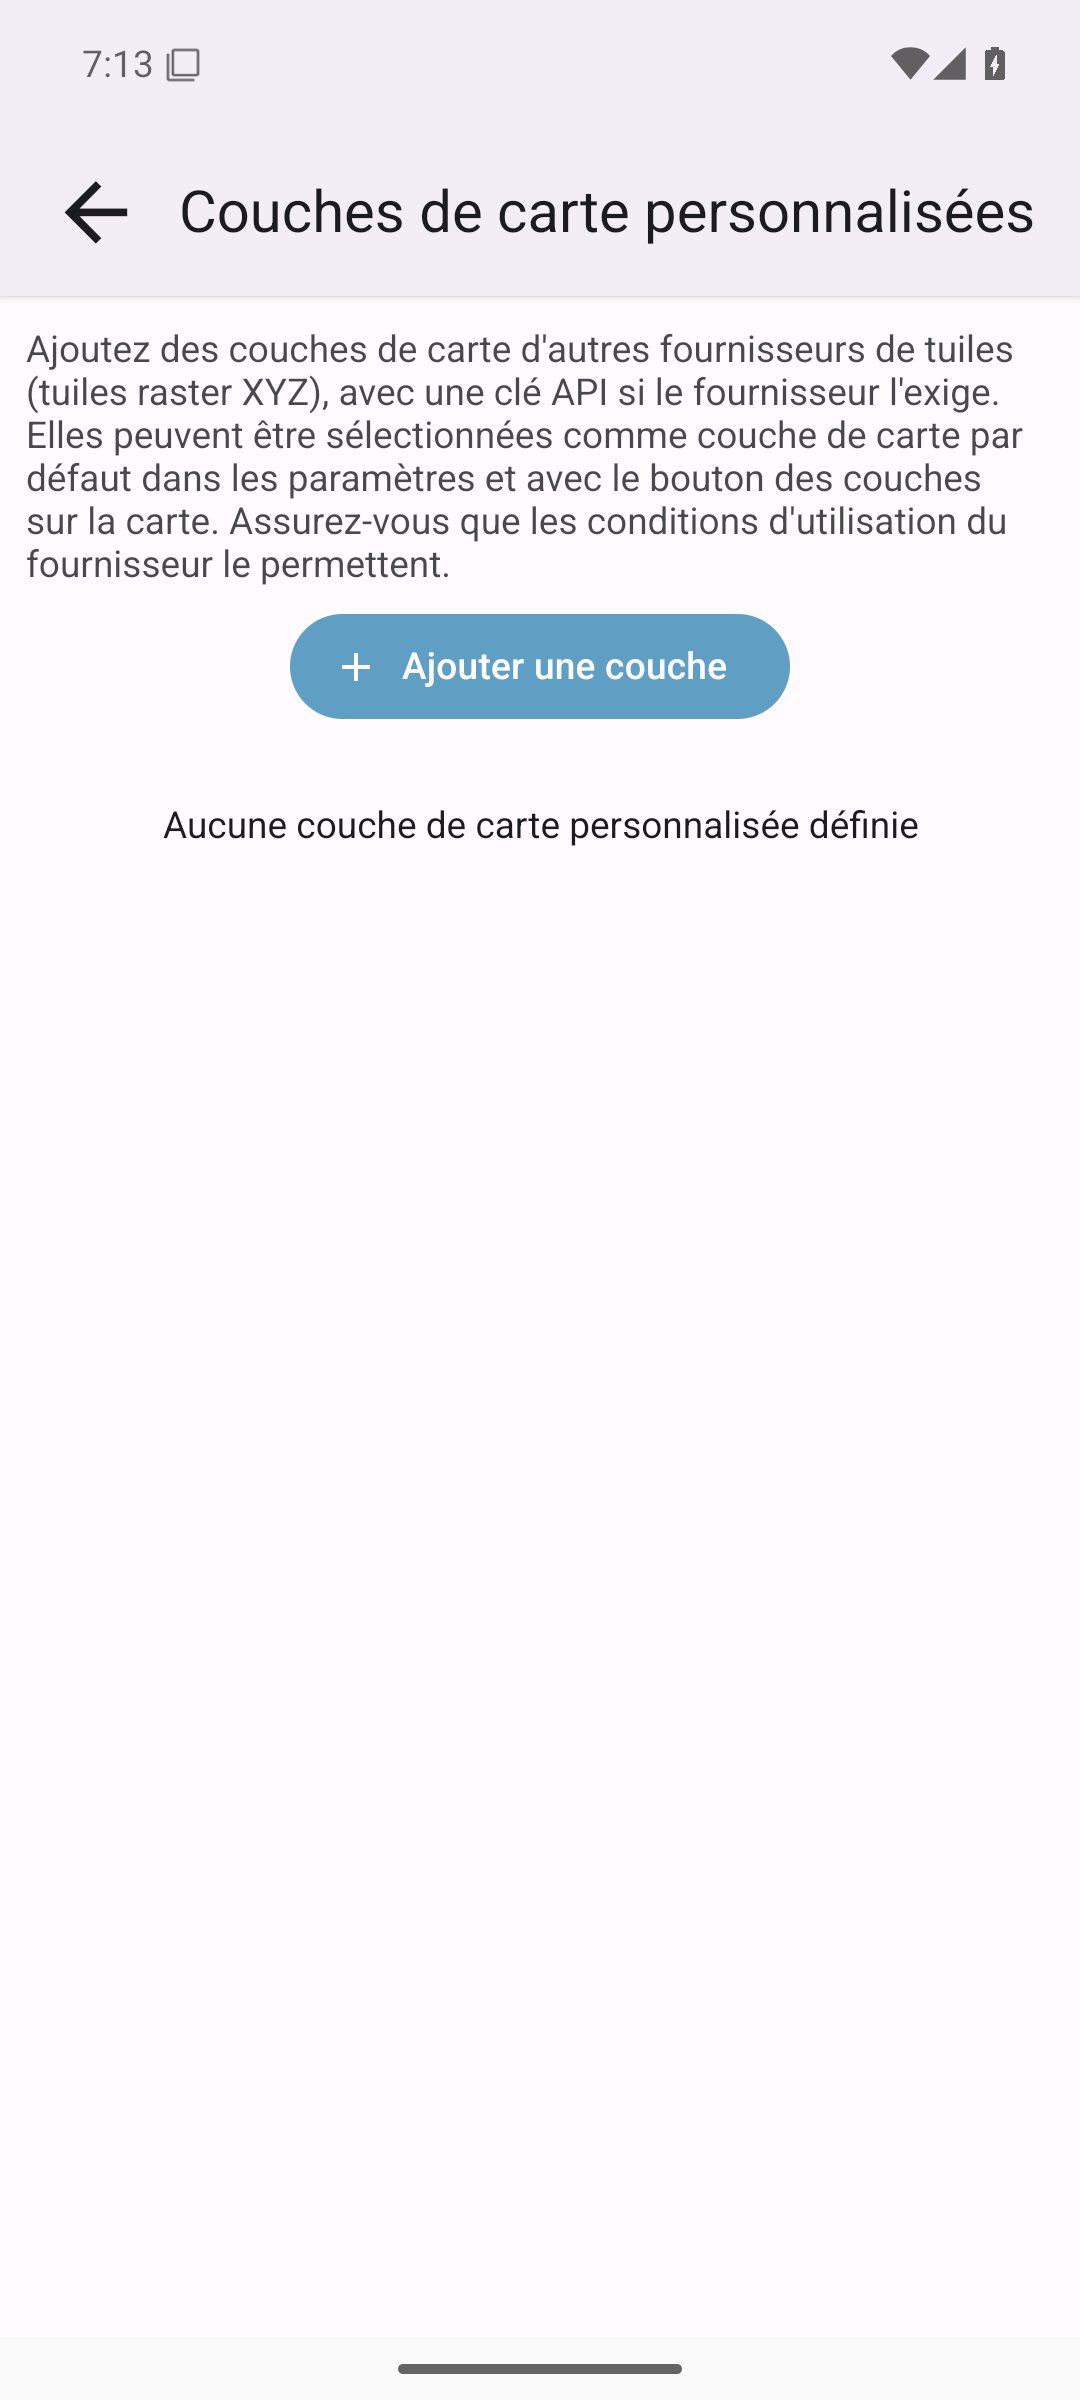 7:13
Couches de carte personnalisées
Ajoutez des couches de carte d'autres fournisseurs de tuiles
(tuiles raster XYZ), avec une clé API si le fournisseur l'exige.
Elles peuvent être sélectionnées comme couche de carte par
défaut dans les paramètres et avec le bouton des couches
sur la carte. Assurez-vous que les conditions d'utilisation du
fournisseur le permettent.
Ajouter une couche
Aucune couche de carte personnalisée définie